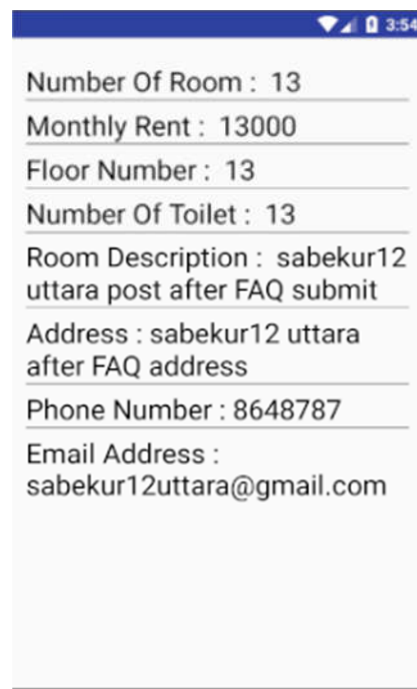 3:54
Number Of Room :  13
Monthly Rent :  13000
Floor Number :  13
Number Of Toilet :  13
Room Description :  sabekur12
uttara post after FAQ submit
Address : sabekur12 uttara
after FAQ address
Phone Number : 8648787
Email Address :
sabekur12uttara@gmail.com